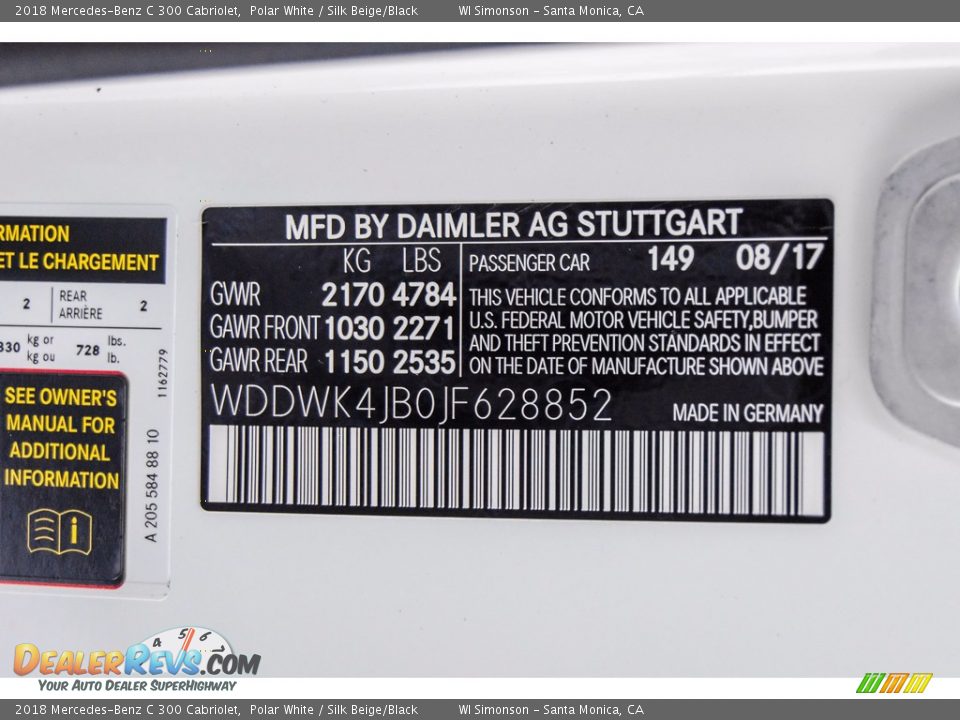 2018 Mercedes-Benz C 300 Cabriolet, Polar White / Silk Beige/Black WI Simonson - Santa Monica, CA
RMATION
ET LE CHARGEMENT
2 REAR ARRIÈRE 2
330 kg or kg ou 728 lbs. lb.
SEE OWNER'S
MANUAL FOR
ADDITIONAL
INFORMATION
1162779
A 205 584 88 10
MFD BY DAIMLER AG STUTTGART
KG LBS
GVWR 2170 4784
GAWR FRONT 1030 2271
GAWR REAR 1150 2535
PASSENGER CAR 149 08/17
THIS VEHICLE CONFORMS TO ALL APPLICABLE
U.S. FEDERAL MOTOR VEHICLE SAFETY,BUMPER
AND THEFT PREVENTION STANDARDS IN EFFECT
ON THE DATE OF MANUFACTURE SHOWN ABOVE
WDDWK4JB0JF628852
MADE IN GERMANY
4 5 6
DEALERREVS.COM
YOUR AUTO DEALER SUPERHIGHWAY
2018 Mercedes-Benz C 300 Cabriolet, Polar White / Silk Beige/Black WI Simonson - Santa Monica, CA